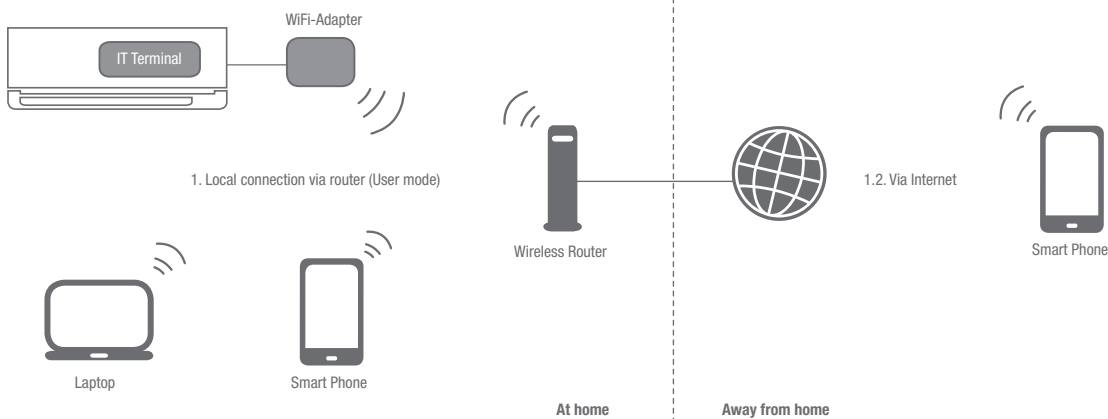 WiFi-Adapter
IT Terminal
1. Local connection via router (User mode)
1.2. Via Internet
Wireless Router
Smart Phone
Laptop
Smart Phone
At home
Away from home